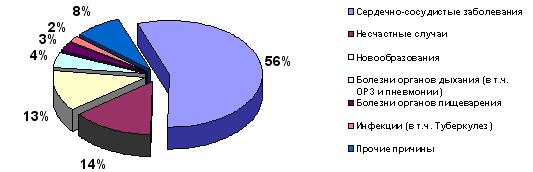 8%
2%
3%
4%
13%
14%
56%
Сердечно-сосудистые заболевания
Несчастные случаи
Новообразования
Болезни органов дыхания (в т.ч.
ОРЗ и пневмонии)
Болезни органов пищеварения
Инфекции (в т.ч. Туберкулез)
Прочие причины